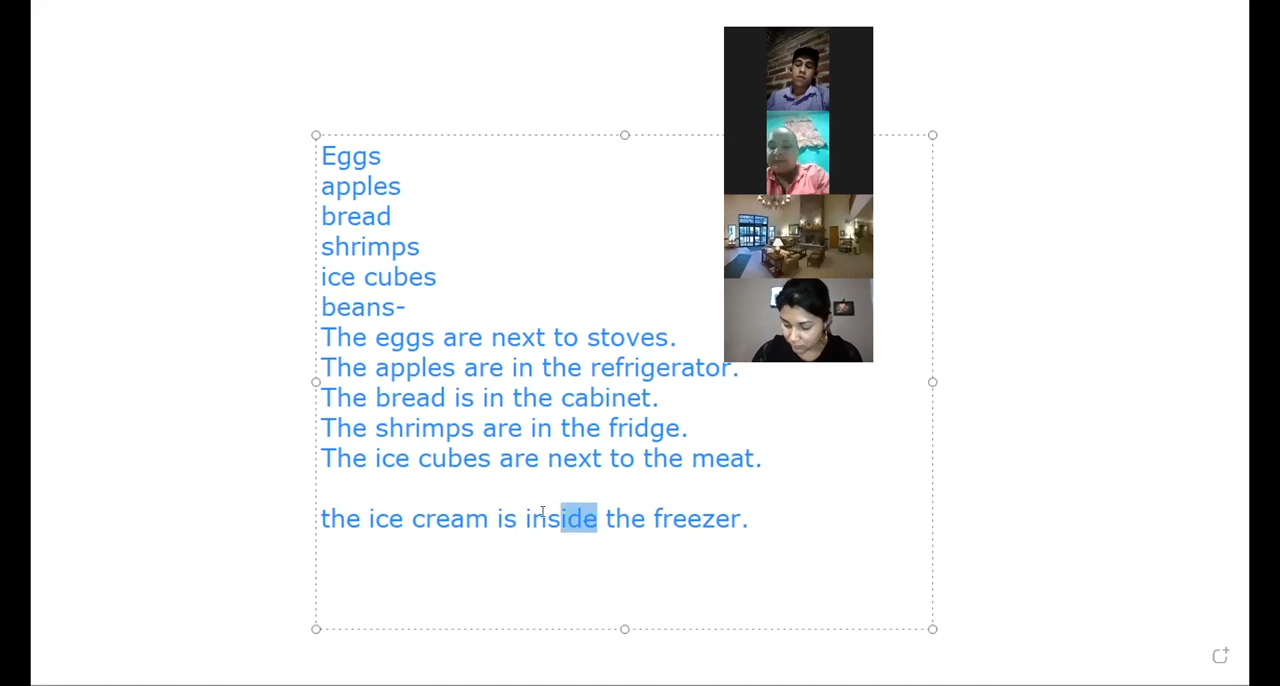 Eggs
apples
bread
shrimps
ice cubes
beans-
The eggs are next to stoves.
The apples are in the refrigerator.
The bread is in the cabinet.
The shrimps are in the fridge.
The ice cubes are next to the meat.
the ice cream is inside the freezer.